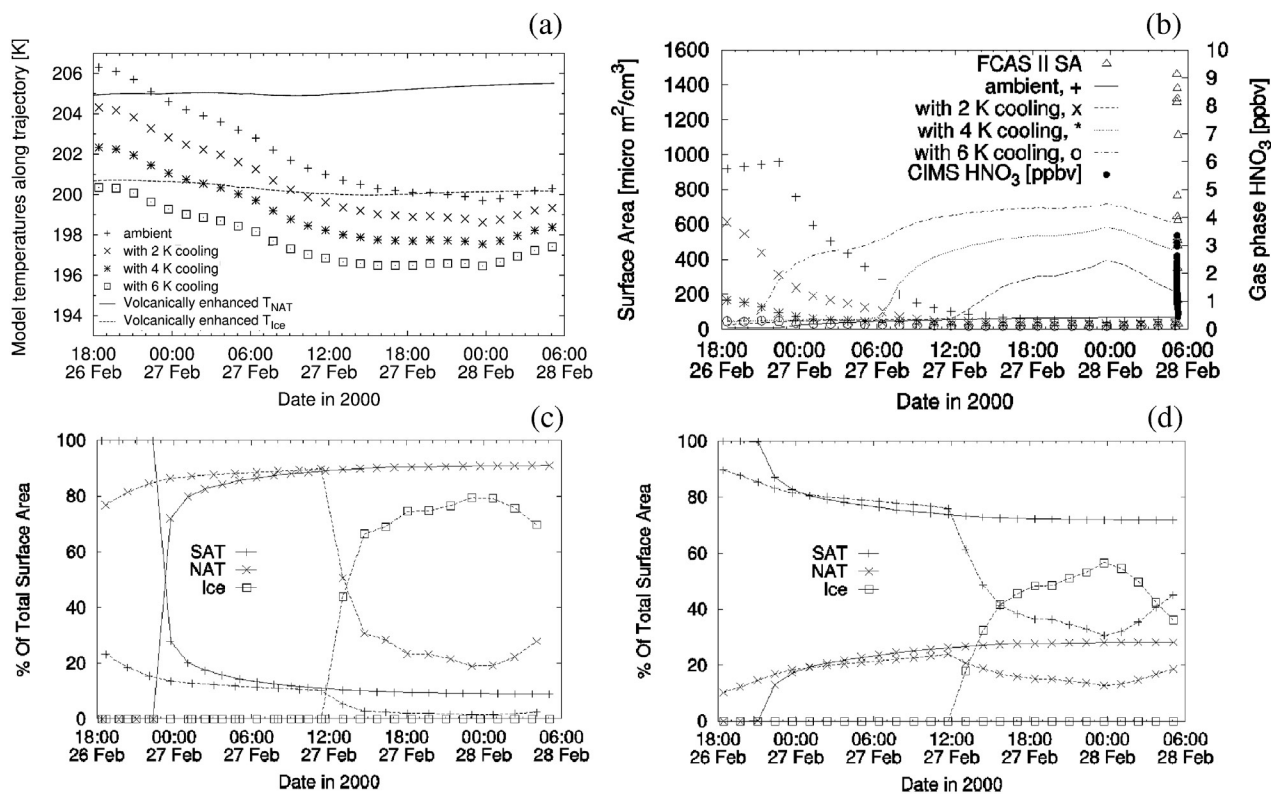 (a)
Model temperatures along trajectory [K]
206
204
202
200
198
196
194
ambient
with 2 K cooling
with 4 K cooling
with 6 K cooling
Volcanically enhanced T_NAT
Volcanically enhanced T_Ice
18:00 00:00 06:00 12:00 18:00 00:00 06:00
26 Feb 27 Feb 27 Feb 27 Feb 27 Feb 28 Feb 28 Feb
Date in 2000
(b)
Surface Area [micro m²/cm³]
1600
1400
1200
1000
800
600
400
200
0
FCAS II SA
ambient, +
with 2 K cooling, x
with 4 K cooling, *
with 6 K cooling, o
CIMS HNO₃ [ppbv]
10
9
8
7
6
5
4
3
2
1
0
Gas phase HNO₃ [ppbv]
18:00 00:00 06:00 12:00 18:00 00:00 06:00
26 Feb 27 Feb 27 Feb 27 Feb 27 Feb 28 Feb 28 Feb
Date in 2000
(c)
% Of Total Surface Area
100
80
60
40
20
0
SAT
NAT
Ice
18:00 00:00 06:00 12:00 18:00 00:00 06:00
26 Feb 27 Feb 27 Feb 27 Feb 27 Feb 28 Feb 28 Feb
Date in 2000
(d)
% Of Total Surface Area
100
80
60
40
20
0
SAT
NAT
Ice
18:00 00:00 06:00 12:00 18:00 00:00 06:00
26 Feb 27 Feb 27 Feb 27 Feb 27 Feb 28 Feb 28 Feb
Date in 2000